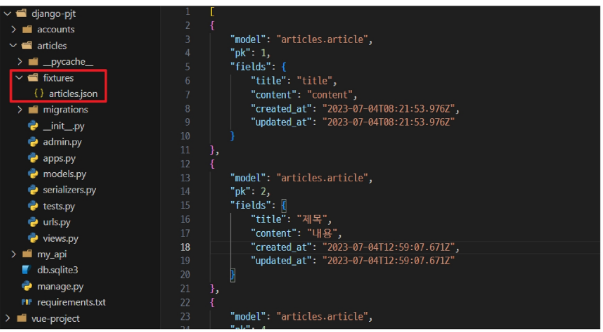 django-pjt
accounts
articles
__pycache__
fixtures
articles.json
migrations
__init__.py
admin.py
apps.py
models.py
serializers.py
tests.py
urls.py
views.py
my_api
db.sqlite3
manage.py
requirements.txt
vue-project
1 [
2 {
3 "model": "articles.article",
4 "pk": 1,
5 "fields": {
6 "title": "title",
7 "content": "content",
8 "created_at": "2023-07-04T08:21:53.976Z",
9 "updated_at": "2023-07-04T08:21:53.976Z"
10 }
11 },
12 {
13 "model": "articles.article",
14 "pk": 2,
15 "fields": {
16 "title": "제목",
17 "content": "내용",
18 "created_at": "2023-07-04T12:59:07.671Z",
19 "updated_at": "2023-07-04T12:59:07.671Z"
20 }
21 },
22 {
23 "model": "articles.article",